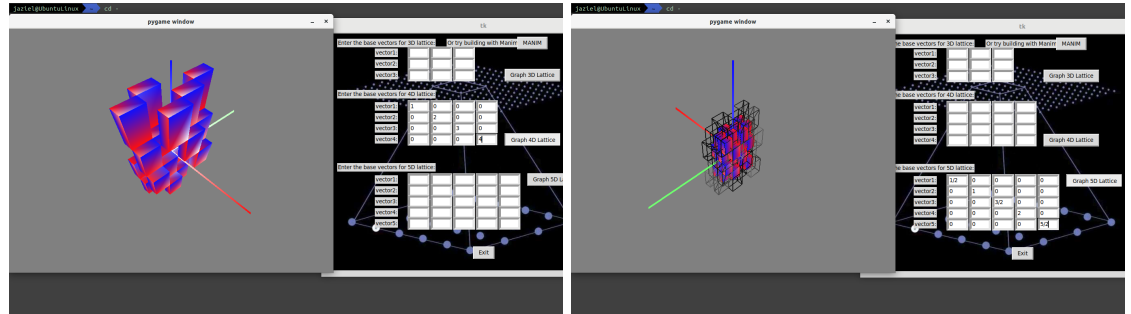 jaziel@UbuntuLinux ~ cd -
pygame window
tk
Enter the base vectors for 3D lattice: Or try building with Manim MANIM
vector1:
vector2:
vector3: Graph 3D Lattice
Enter the base vectors for 4D lattice:
vector1: 1 0 0 0
vector2: 0 2 0 0
vector3: 0 0 3 0
vector4: 0 0 0 4 Graph 4D Lattice
Enter the base vectors for 5D lattice:
vector1: Graph 5D L
vector2:
vector3:
vector4:
vector5:
Exit
jaziel@UbuntuLinux ~ cd -
pygame window
tk
he base vectors for 3D lattice: Or try building with Manim MANIM
vector1:
vector2:
vector3: Graph 3D Lattice
he base vectors for 4D lattice:
vector1:
vector2:
vector3:
vector4: Graph 4D Lattice
he base vectors for 5D lattice:
vector1: 1/2 0 0 0 0 Graph 5D Lattice
vector2: 0 1 0 0 0
vector3: 0 0 3/2 0 0
vector4: 0 0 0 2 0
vector5: 0 0 0 0 5/2
Exit